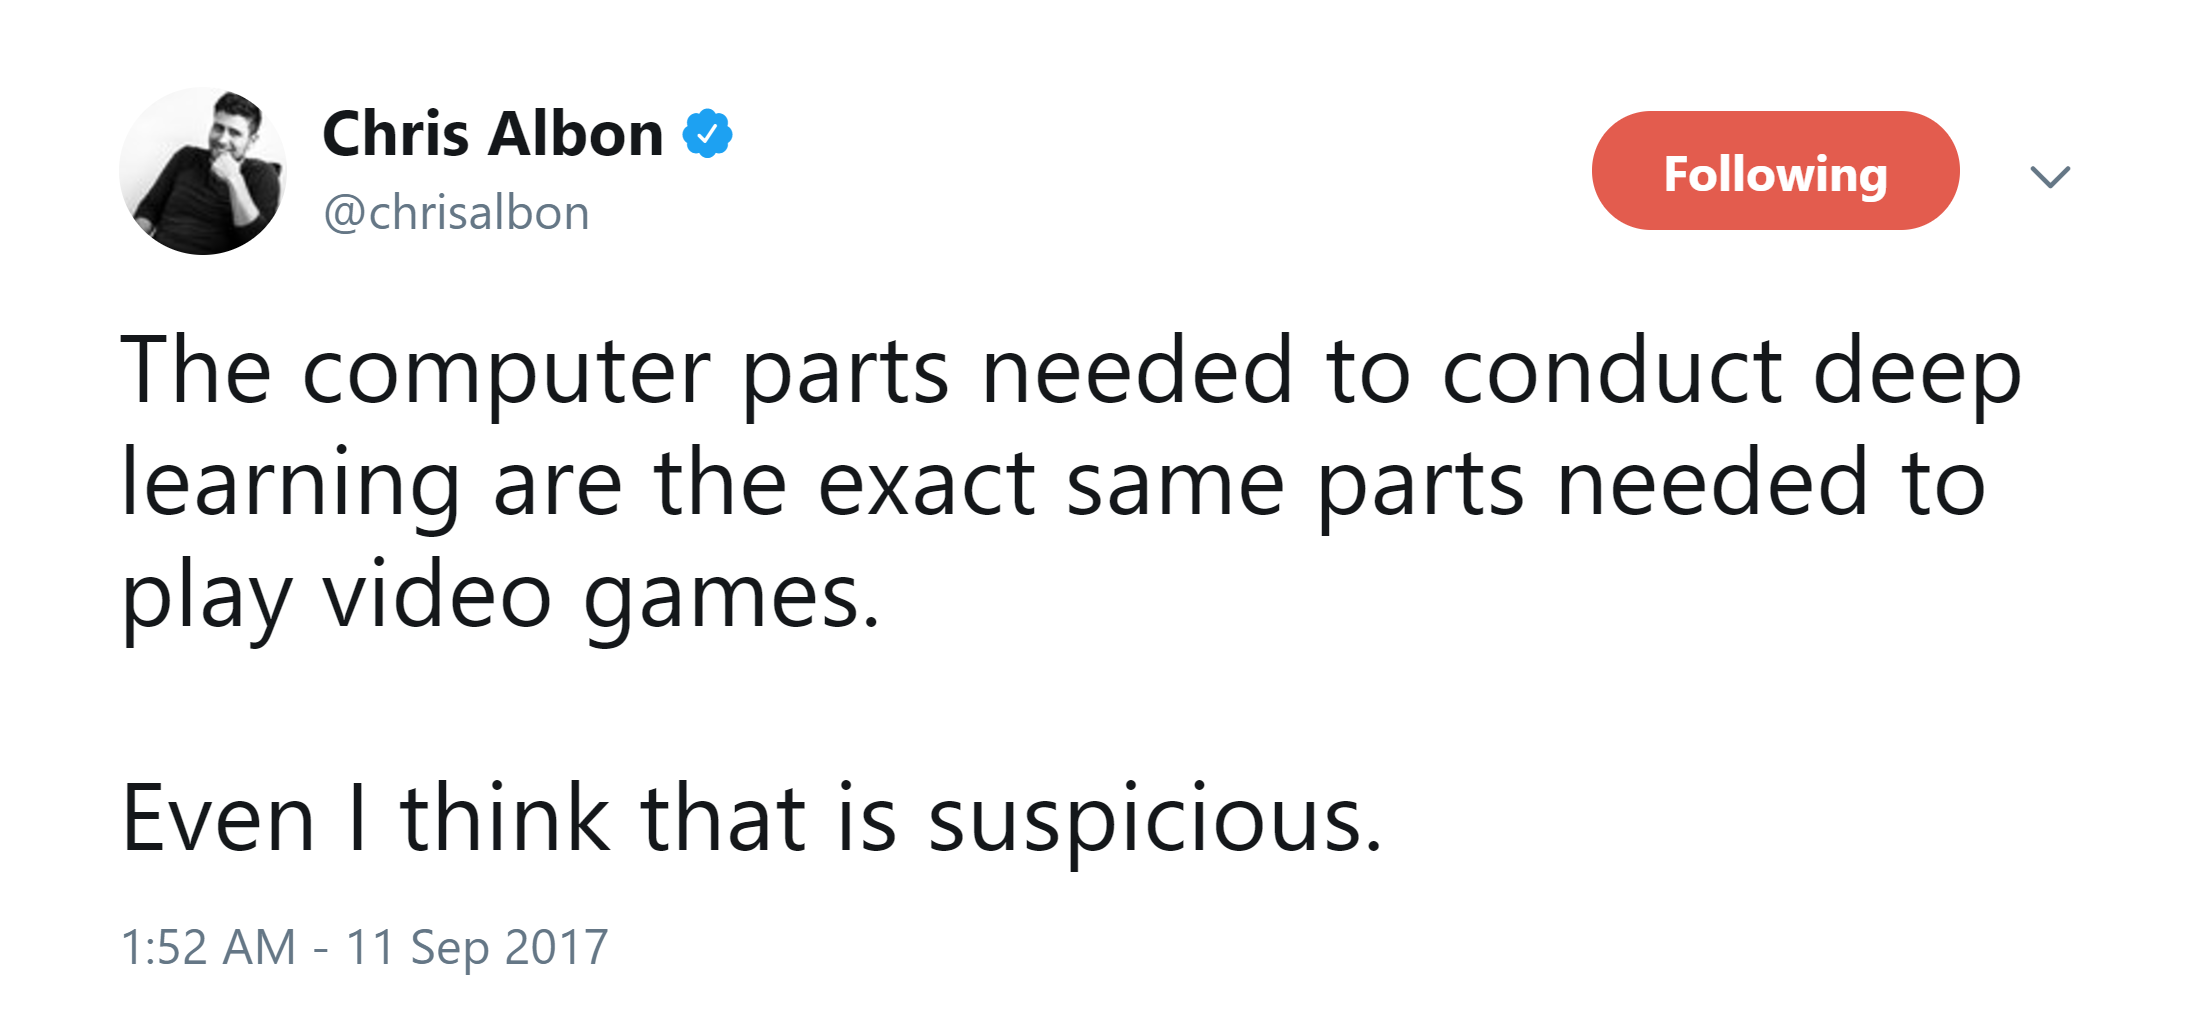 Chris Albon
@chrisalbon
Following
The computer parts needed to conduct deep
learning are the exact same parts needed to
play video games.
Even I think that is suspicious.
1:52 AM - 11 Sep 2017